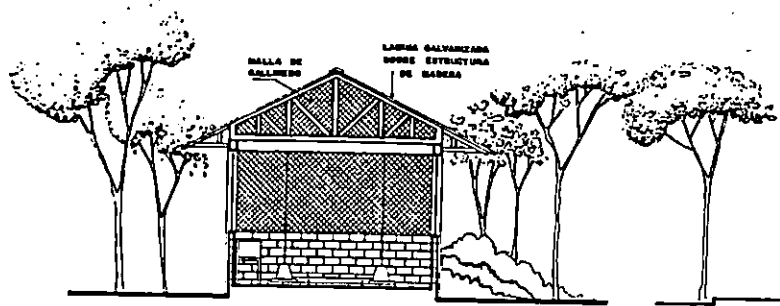 MALLA DE
GALLINERO
LAMINA GALVANIZADA
SOBRE ESTRUCTURA
DE MADERA